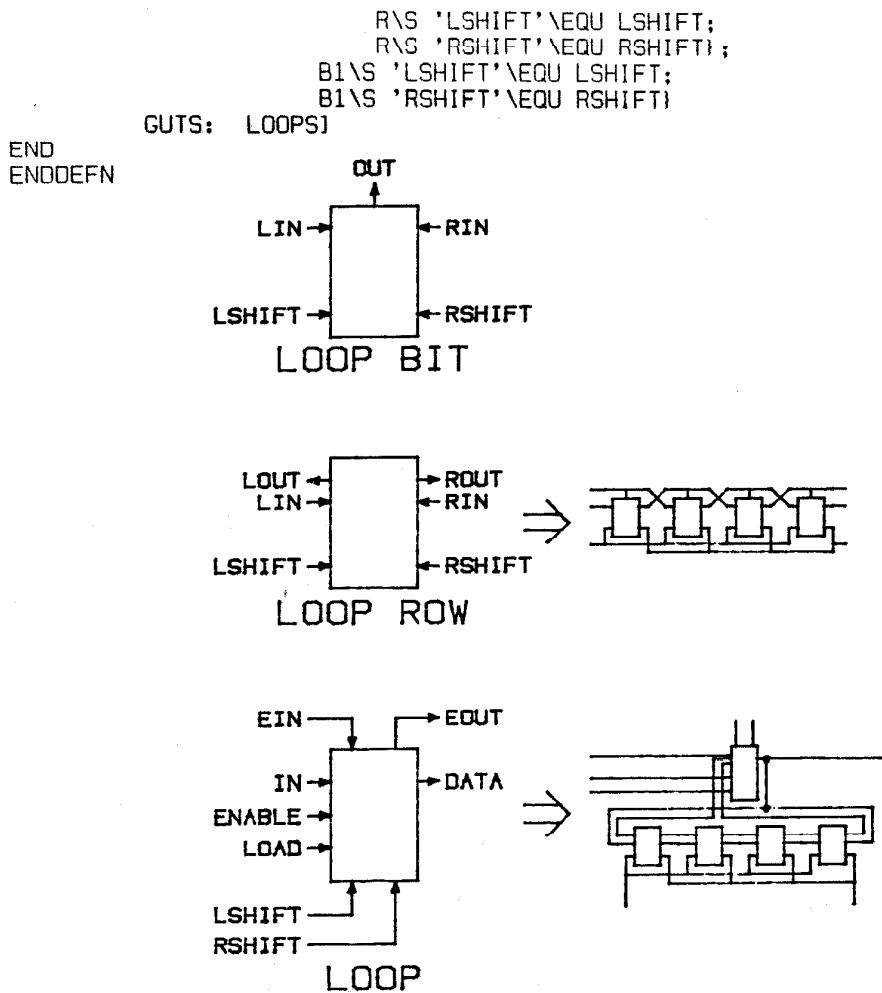 R\S 'LSHIFT'\EQU LSHIFT;
R\S 'RSHIFT'\EQU RSHIFT};
B1\S 'LSHIFT'\EQU LSHIFT;
B1\S 'RSHIFT'\EQU RSHIFT}
GUTS: LOOPS]
END
ENDDEFN
OUT
LIN RIN
LSHIFT RSHIFT
LOOP BIT
LOUT ROUT
LIN RIN
LSHIFT RSHIFT
LOOP ROW
EIN EOUT
IN DATA
ENABLE
LOAD
LSHIFT
RSHIFT
LOOP